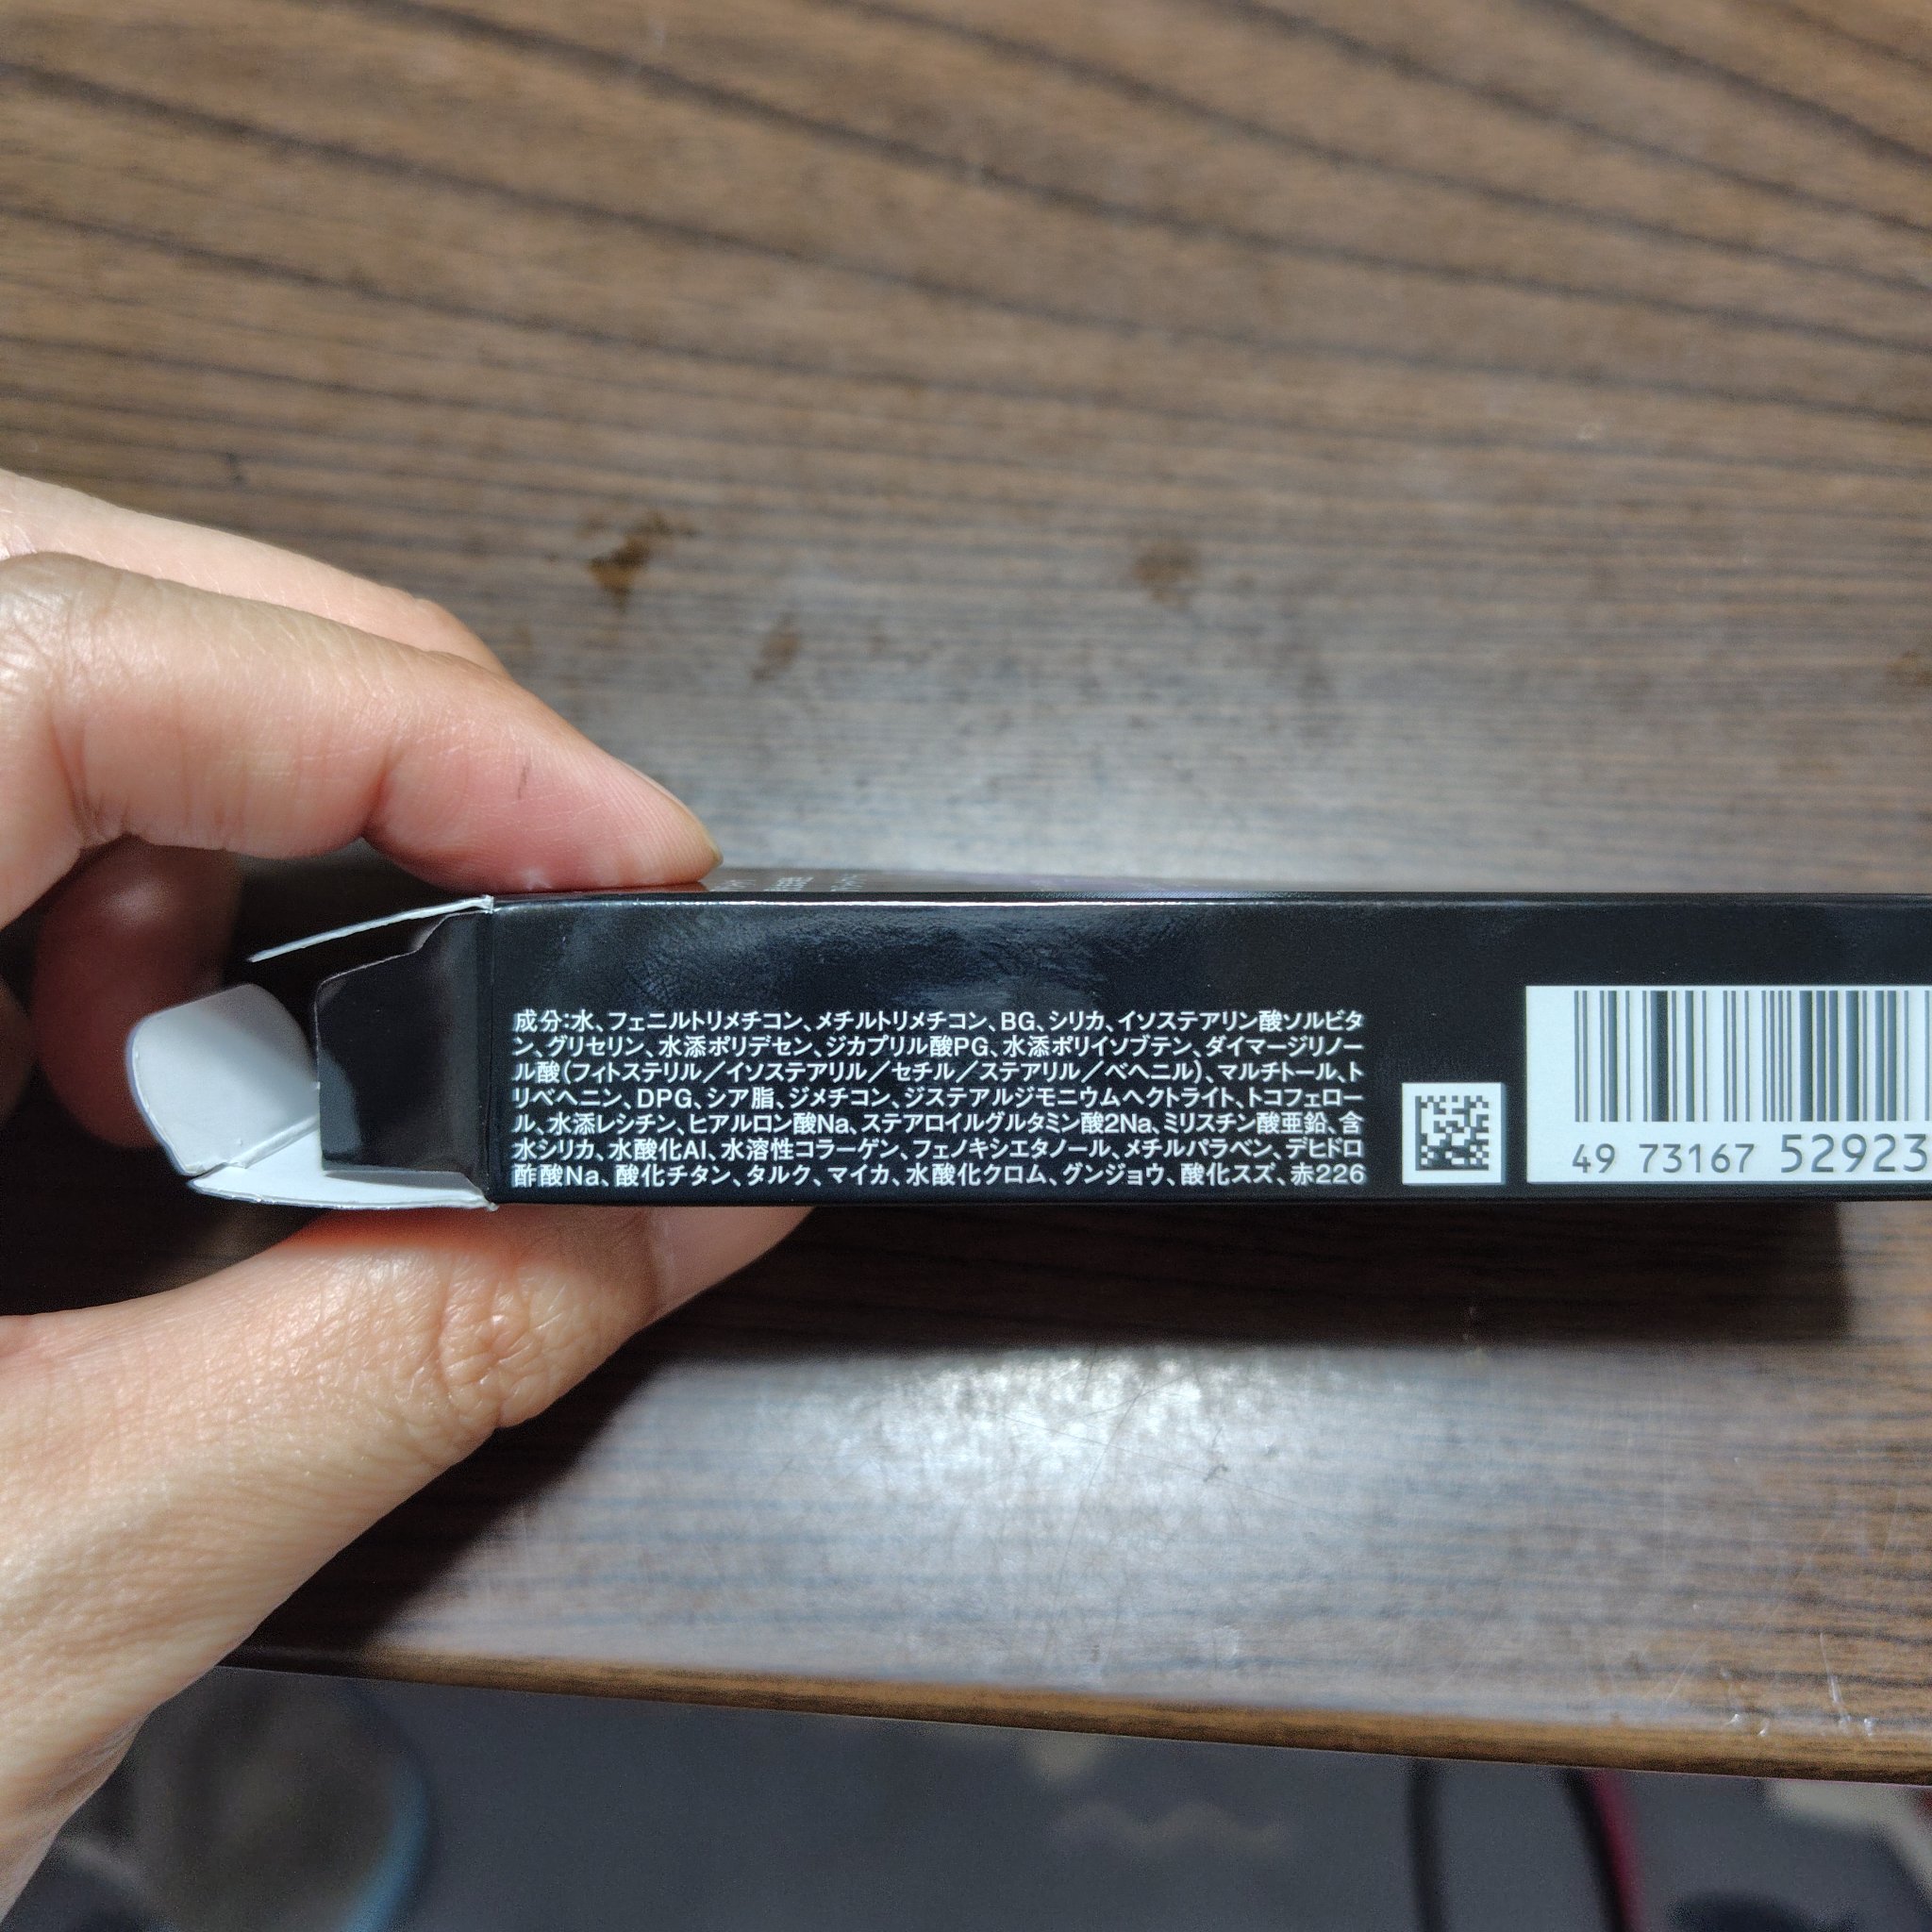 成分:水、フェニルトリメチコン、メチルトリメチコン、BG、シリカ、イソステアリン酸ソルビタ
ン、グリセリン、水添ポリデセン、ジカプリル酸PG、水添ポリイソブテン、ダイマージリノー
ル酸(フィトステリル／イソステアリル／セチル／ステアリル／ベヘニル)、マルチトール、ト
リベヘニン、DPG、シア脂、ジメチコン、ジステアルジモニウムヘクトライト、トコフェロー
ル、水添レシチン、ヒアルロン酸Na、ステアロイルグルタミン酸2Na、ミリスチン酸亜鉛、含
水シリカ、水酸化Al、水溶性コラーゲン、フェノキシエタノール、メチルパラベン、デヒドロ
酢酸Na、酸化チタン、タルク、マイカ、水酸化クロム、グンジョウ、酸化スズ、赤226
49 73167 52923